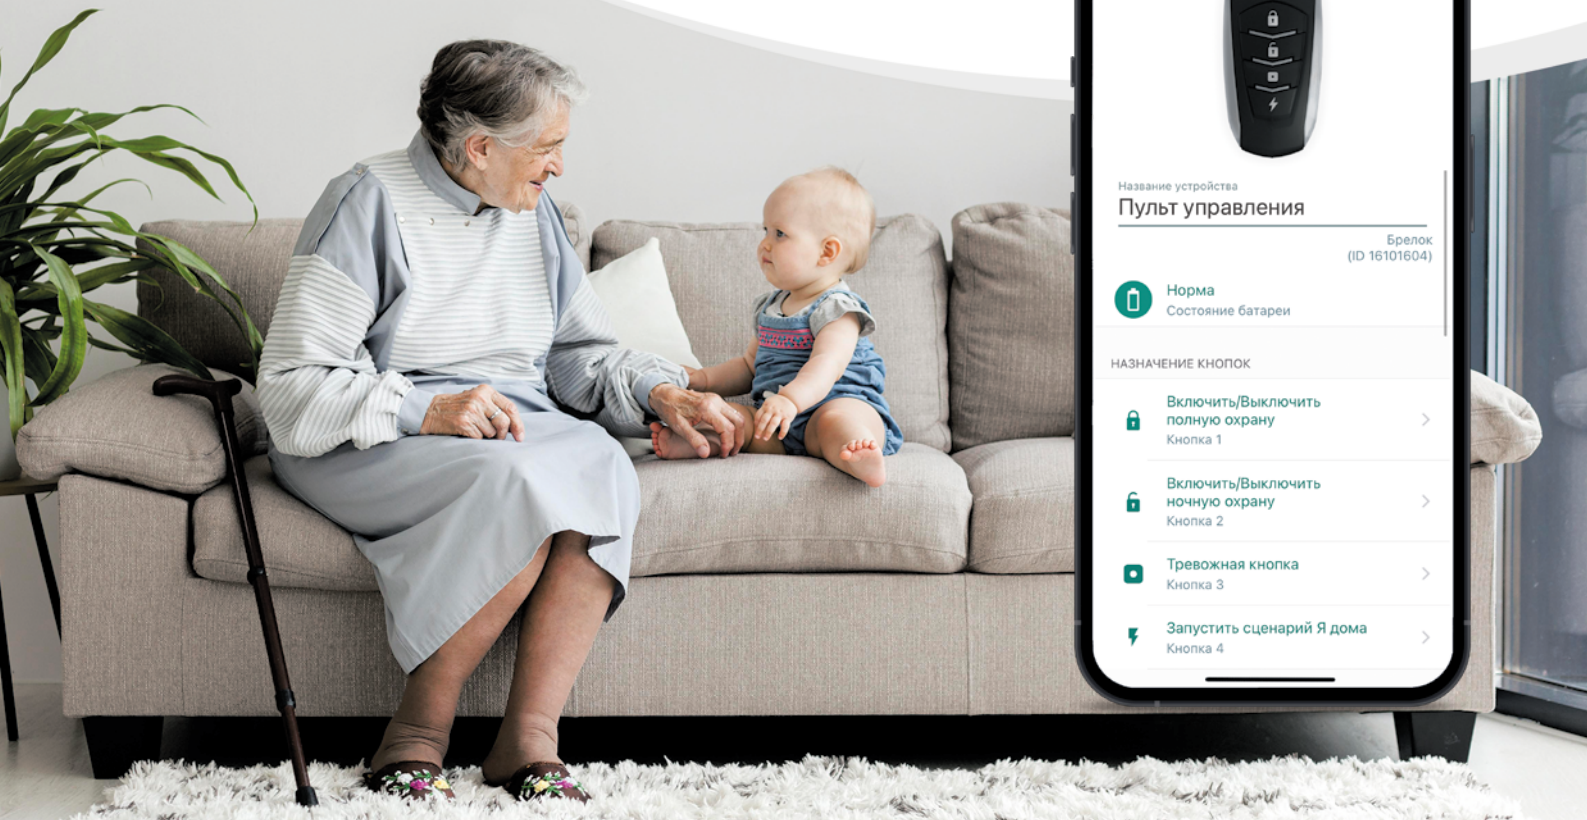 Название устройства
Пульт управления
Брелок
(ID 16101604)
Норма
Состояние батареи
НАЗНАЧЕНИЕ КНОПОК
Включить/Выключить
полную охрану
Кнопка 1
Включить/Выключить
ночную охрану
Кнопка 2
Тревожная кнопка
Кнопка 3
Запустить сценарий Я дома
Кнопка 4